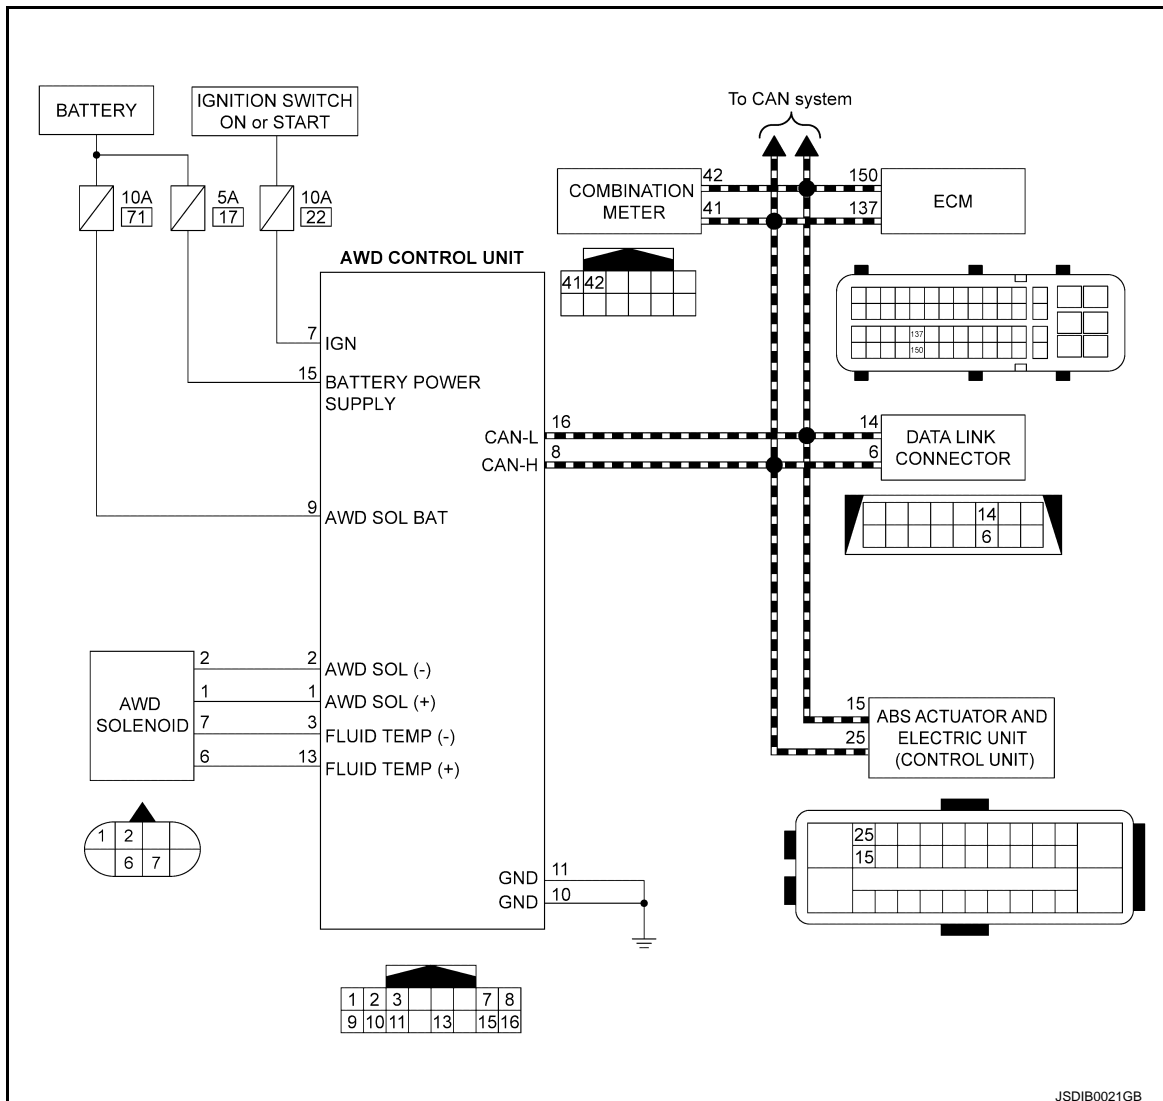 To CAN system
BATTERY
IGNITION SWITCH
ON or START
10A
71
5A
17
10A
22
COMBINATION
METER
42
41
150
137
ECM
41 42
137
150
AWD CONTROL UNIT
7
IGN
15
BATTERY POWER
SUPPLY
9
AWD SOL BAT
CAN-L
16
CAN-H
8
14
6
DATA LINK
CONNECTOR
14
6
AWD
SOLENOID
2
2
AWD SOL (-)
1
1
AWD SOL (+)
7
3
FLUID TEMP (-)
6
13
FLUID TEMP (+)
1 2
6 7
15
25
ABS ACTUATOR AND
ELECTRIC UNIT
(CONTROL UNIT)
25
15
GND
11
GND
10
1 2 3 7 8
9 10 11 13 15 16
JSDIB0021GB